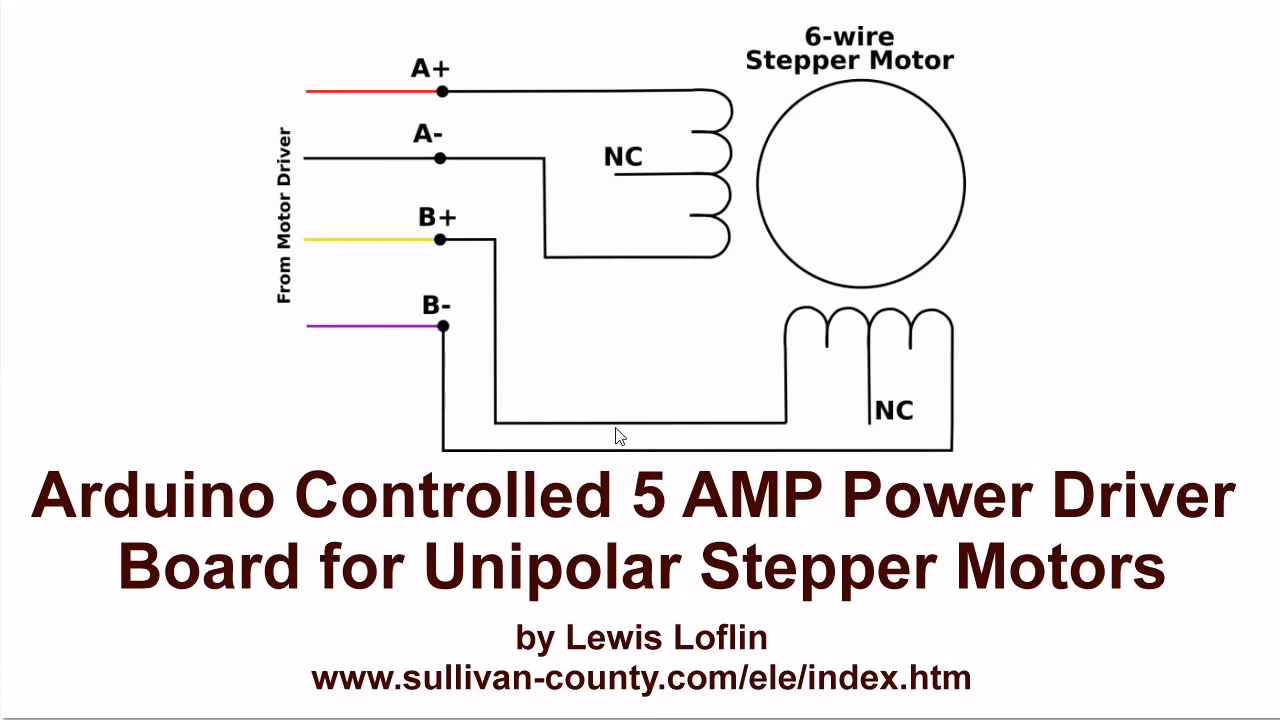 6-wire
Stepper Motor
A+
A-
NC
B+
From Motor Driver
B-
NC
Arduino Controlled 5 AMP Power Driver
Board for Unipolar Stepper Motors
by Lewis Loflin
www.sullivan-county.com/ele/index.htm